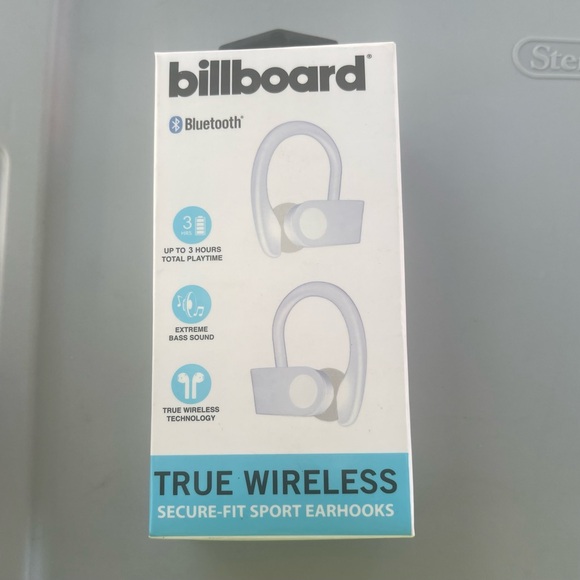 billboard®
Bluetooth®
3
HRS
UP TO 3 HOURS
TOTAL PLAYTIME
EXTREME
BASS SOUND
TRUE WIRELESS
TECHNOLOGY
TRUE WIRELESS
SECURE-FIT SPORT EARHOOKS